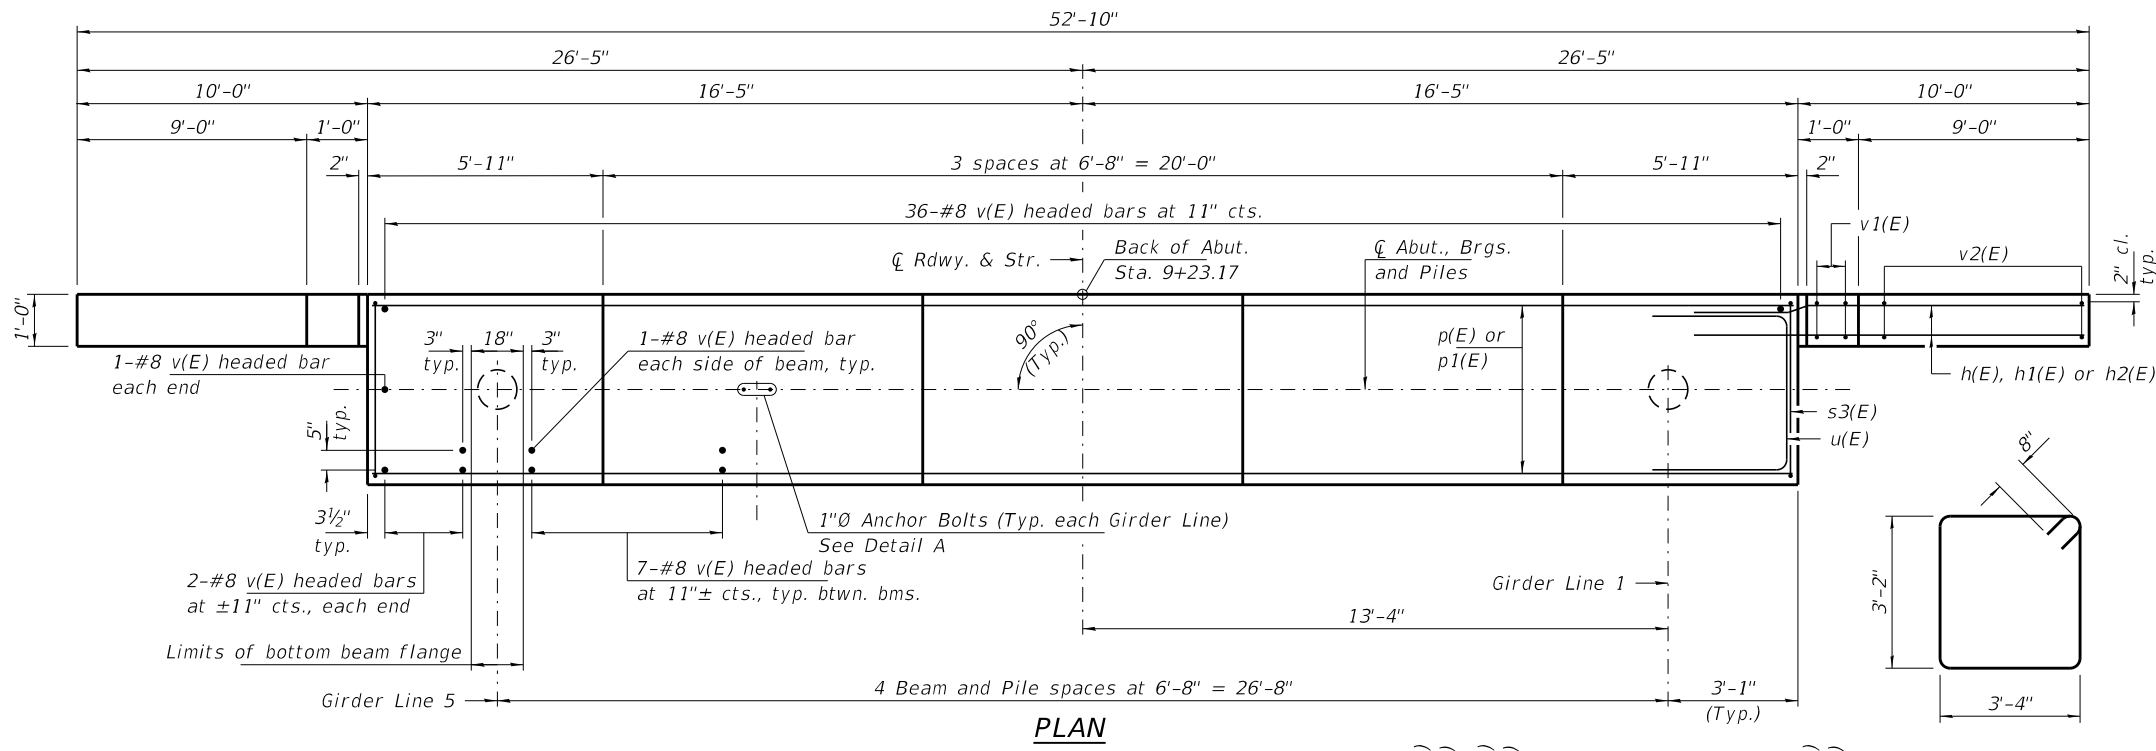 52'-10"
26'-5" 26'-5"
10'-0" 16'-5" 16'-5" 10'-0"
9'-0" 1'-0" 1'-0" 9'-0"
2" 5'-11" 3 spaces at 6'-8" = 20'-0" 5'-11" 2"
36-#8 v(E) headed bars at 11" cts.
v1(E)
℄ Rdwy. & Str.
Back of Abut.
Sta. 9+23.17
℄ Abut., Brgs.
and Piles
v2(E)
2" cl.
typ.
1'-0"
1-#8 v(E) headed bar
each end
3"
typ.
18"
3"
typ.
1-#8 v(E) headed bar
each side of beam, typ.
90°
(Typ.)
p(E) or
p1(E)
h(E), h1(E) or h2(E)
s3(E)
u(E)
5"
typ.
3½"
typ.
1"Ø Anchor Bolts (Typ. each Girder Line)
See Detail A
2-#8 v(E) headed bars
at ±11" cts., each end
7-#8 v(E) headed bars
at 11"± cts., typ. btwn. bms.
Girder Line 1
13'-4"
Limits of bottom beam flange
Girder Line 5
4 Beam and Pile spaces at 6'-8" = 26'-8"
3'-1"
(Typ.)
8"
3'-2"
3'-4"
PLAN